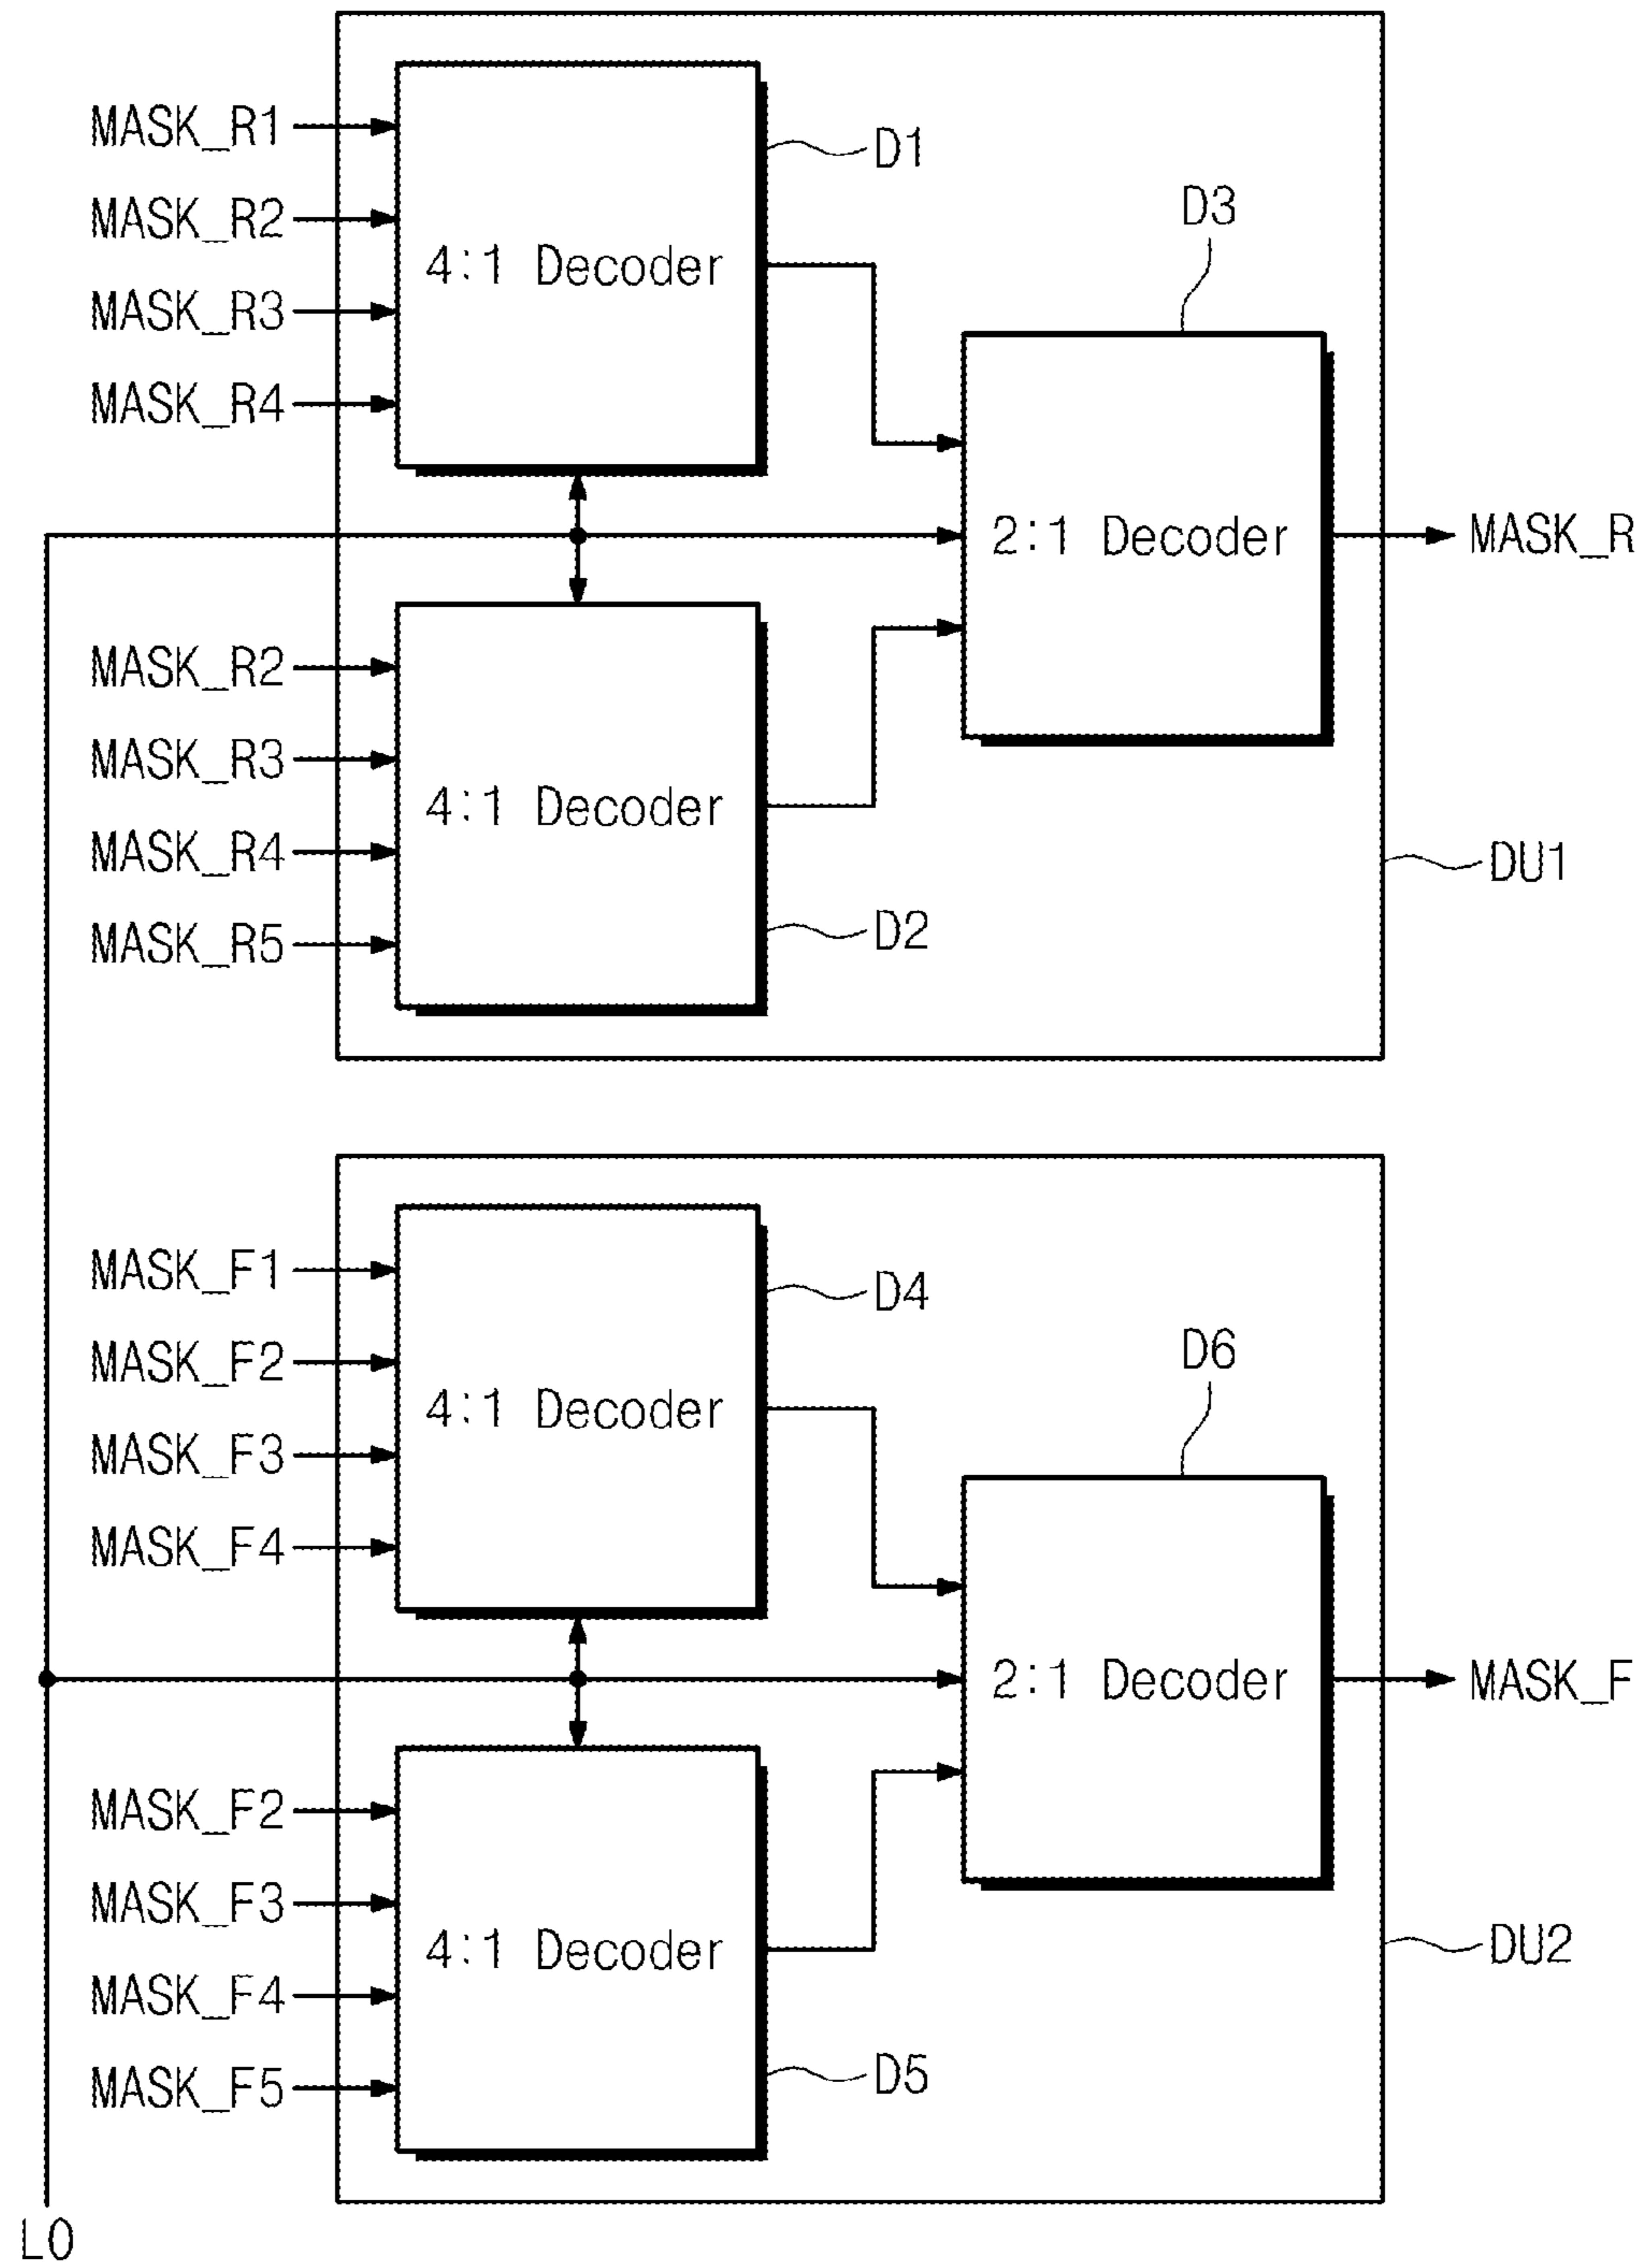 MASK_R1
MASK_R2
MASK_R3
MASK_R4
4:1 Decoder
D1
D3
2:1 Decoder
MASK_R
MASK_R2
MASK_R3
MASK_R4
MASK_R5
4:1 Decoder
D2
DU1
MASK_F1
MASK_F2
MASK_F3
MASK_F4
4:1 Decoder
D4
D6
2:1 Decoder
MASK_F
MASK_F2
MASK_F3
MASK_F4
MASK_F5
4:1 Decoder
D5
DU2
LO